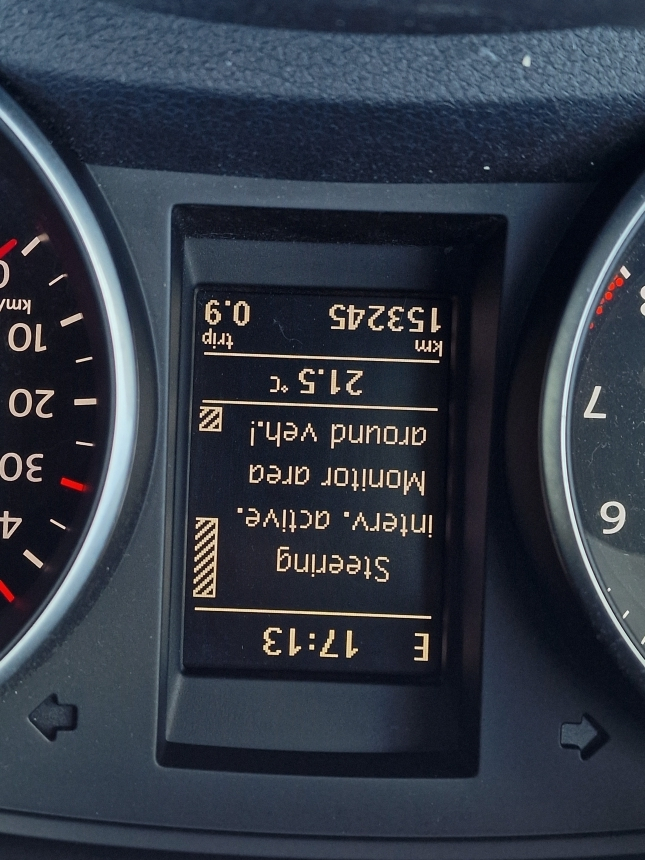 E 17:13
Steering
interv. active.
Monitor area
around veh.!
21.5 °C
km trip
153245 0.9
6
7
30
20
10
0